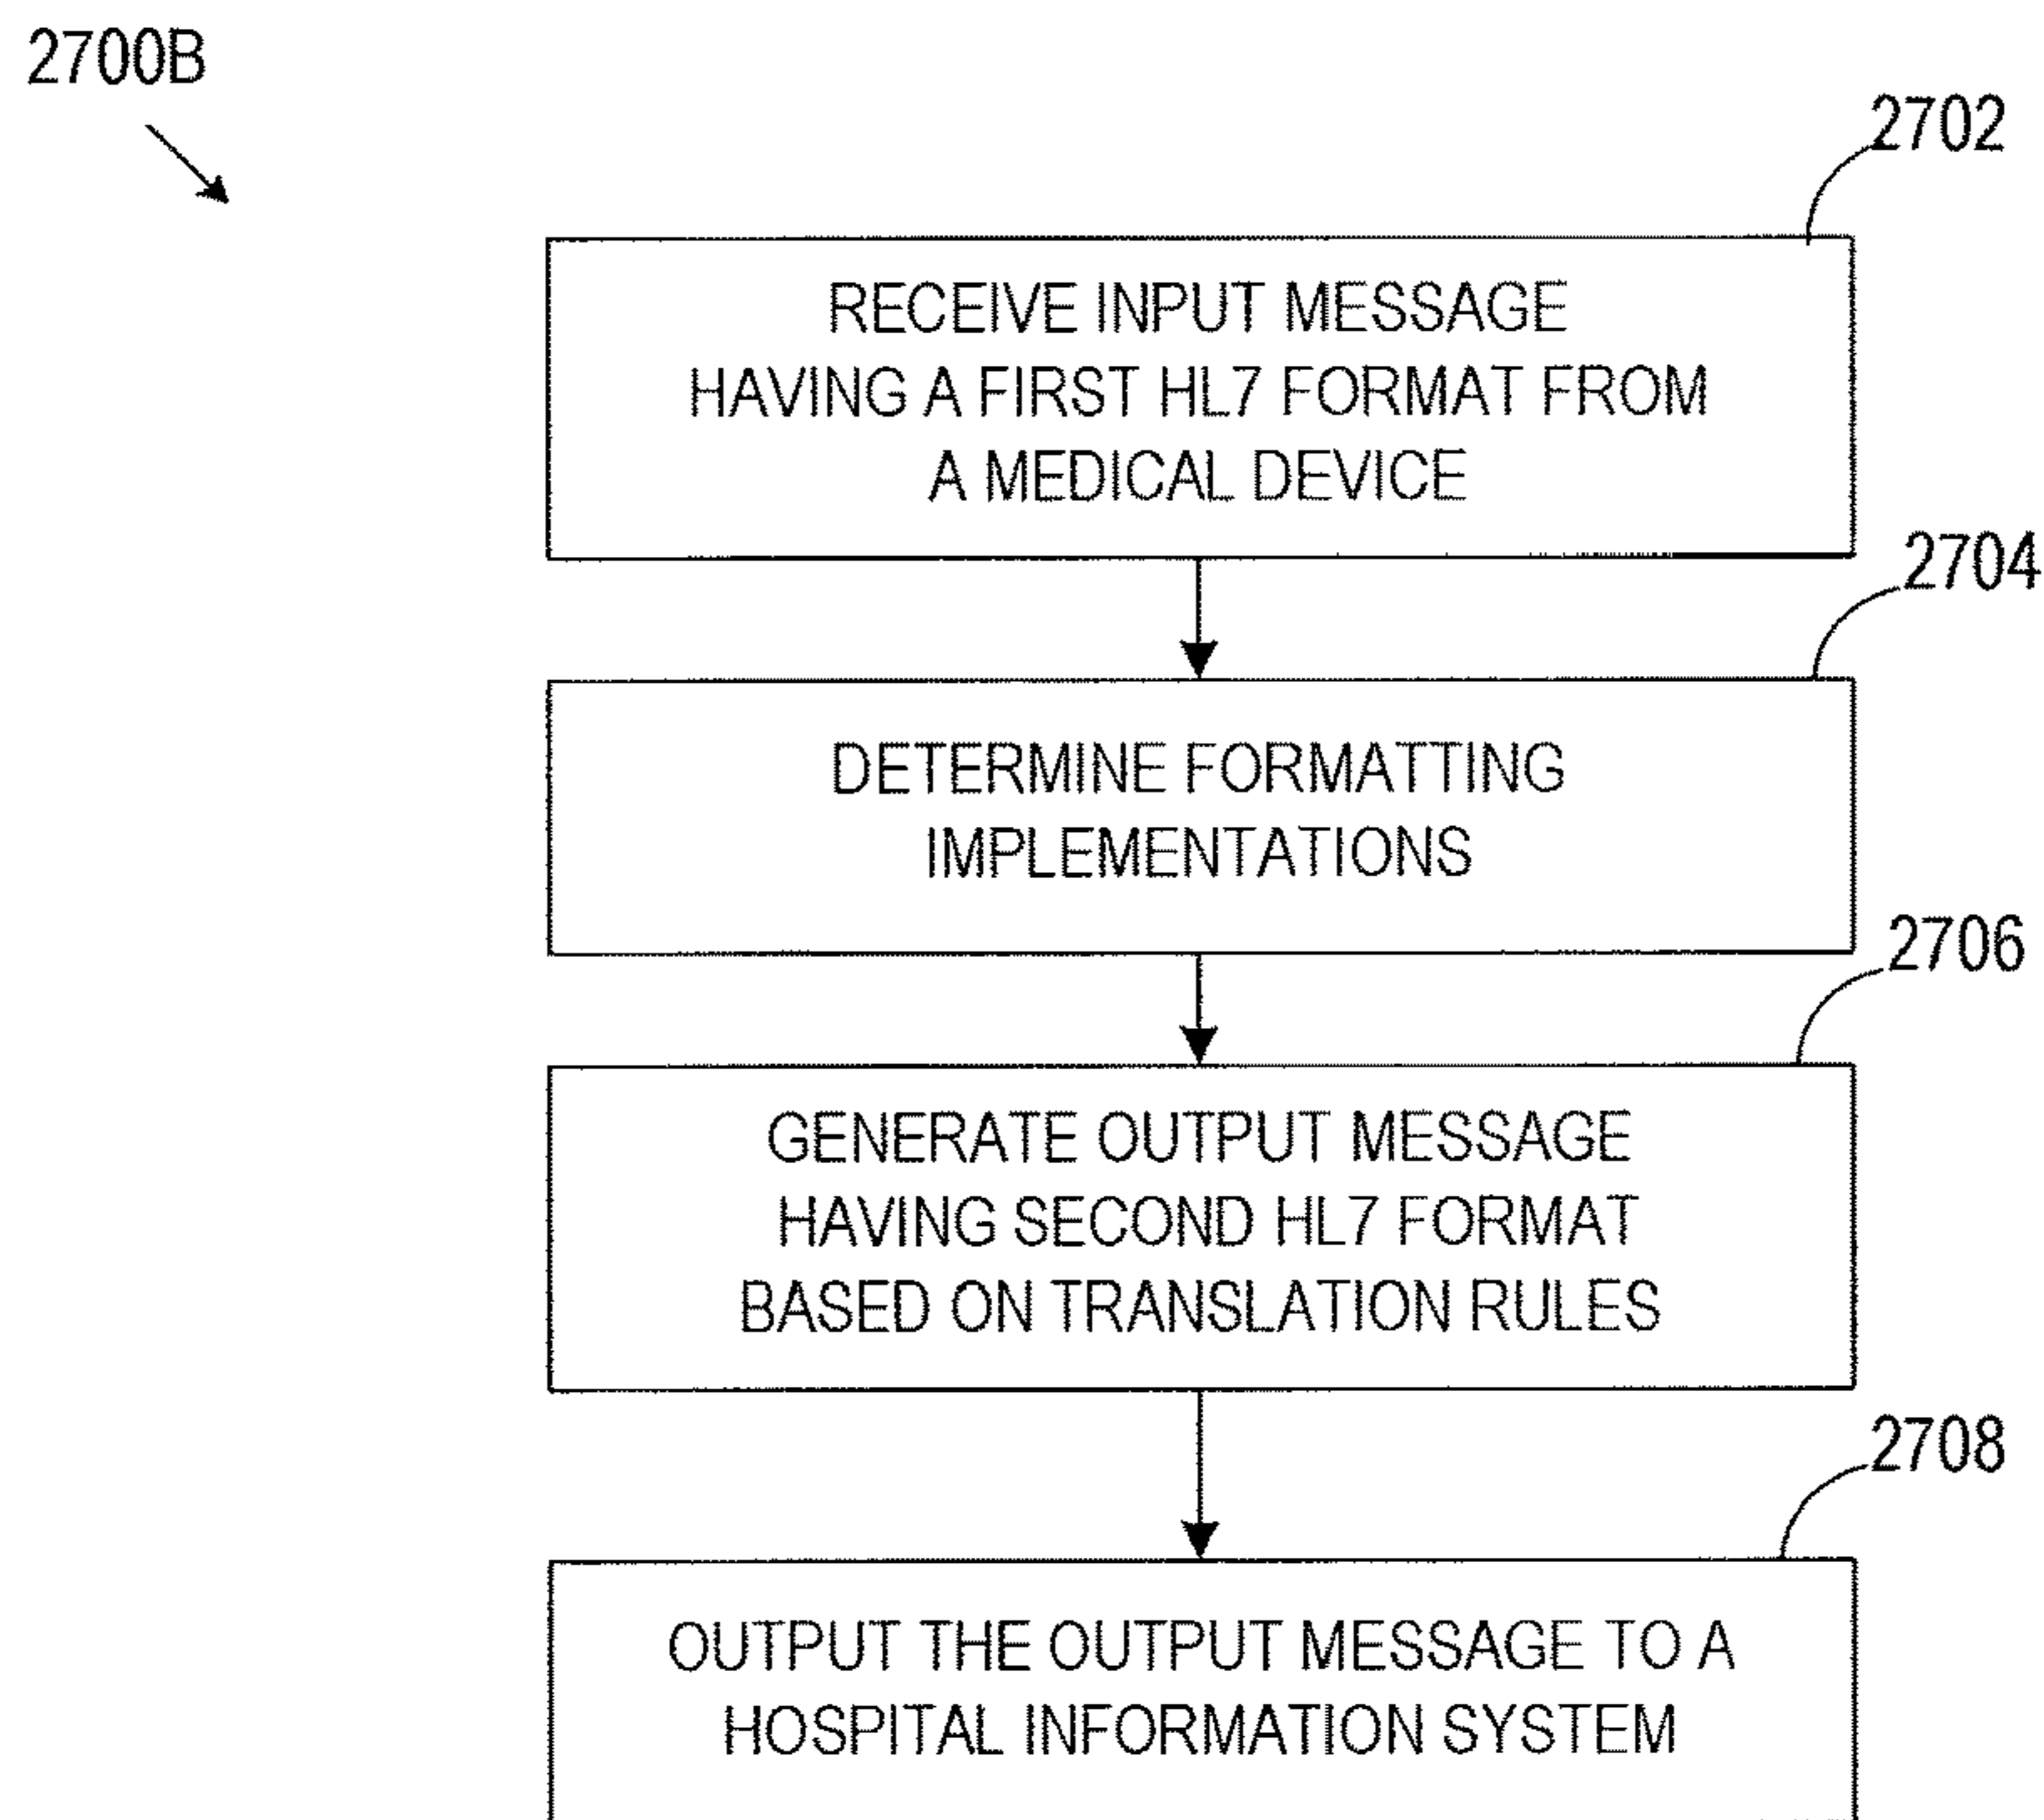 2700B
2702
RECEIVE INPUT MESSAGE
HAVING A FIRST HL7 FORMAT FROM
A MEDICAL DEVICE
2704
DETERMINE FORMATTING
IMPLEMENTATIONS
2706
GENERATE OUTPUT MESSAGE
HAVING SECOND HL7 FORMAT
BASED ON TRANSLATION RULES
2708
OUTPUT THE OUTPUT MESSAGE TO A
HOSPITAL INFORMATION SYSTEM